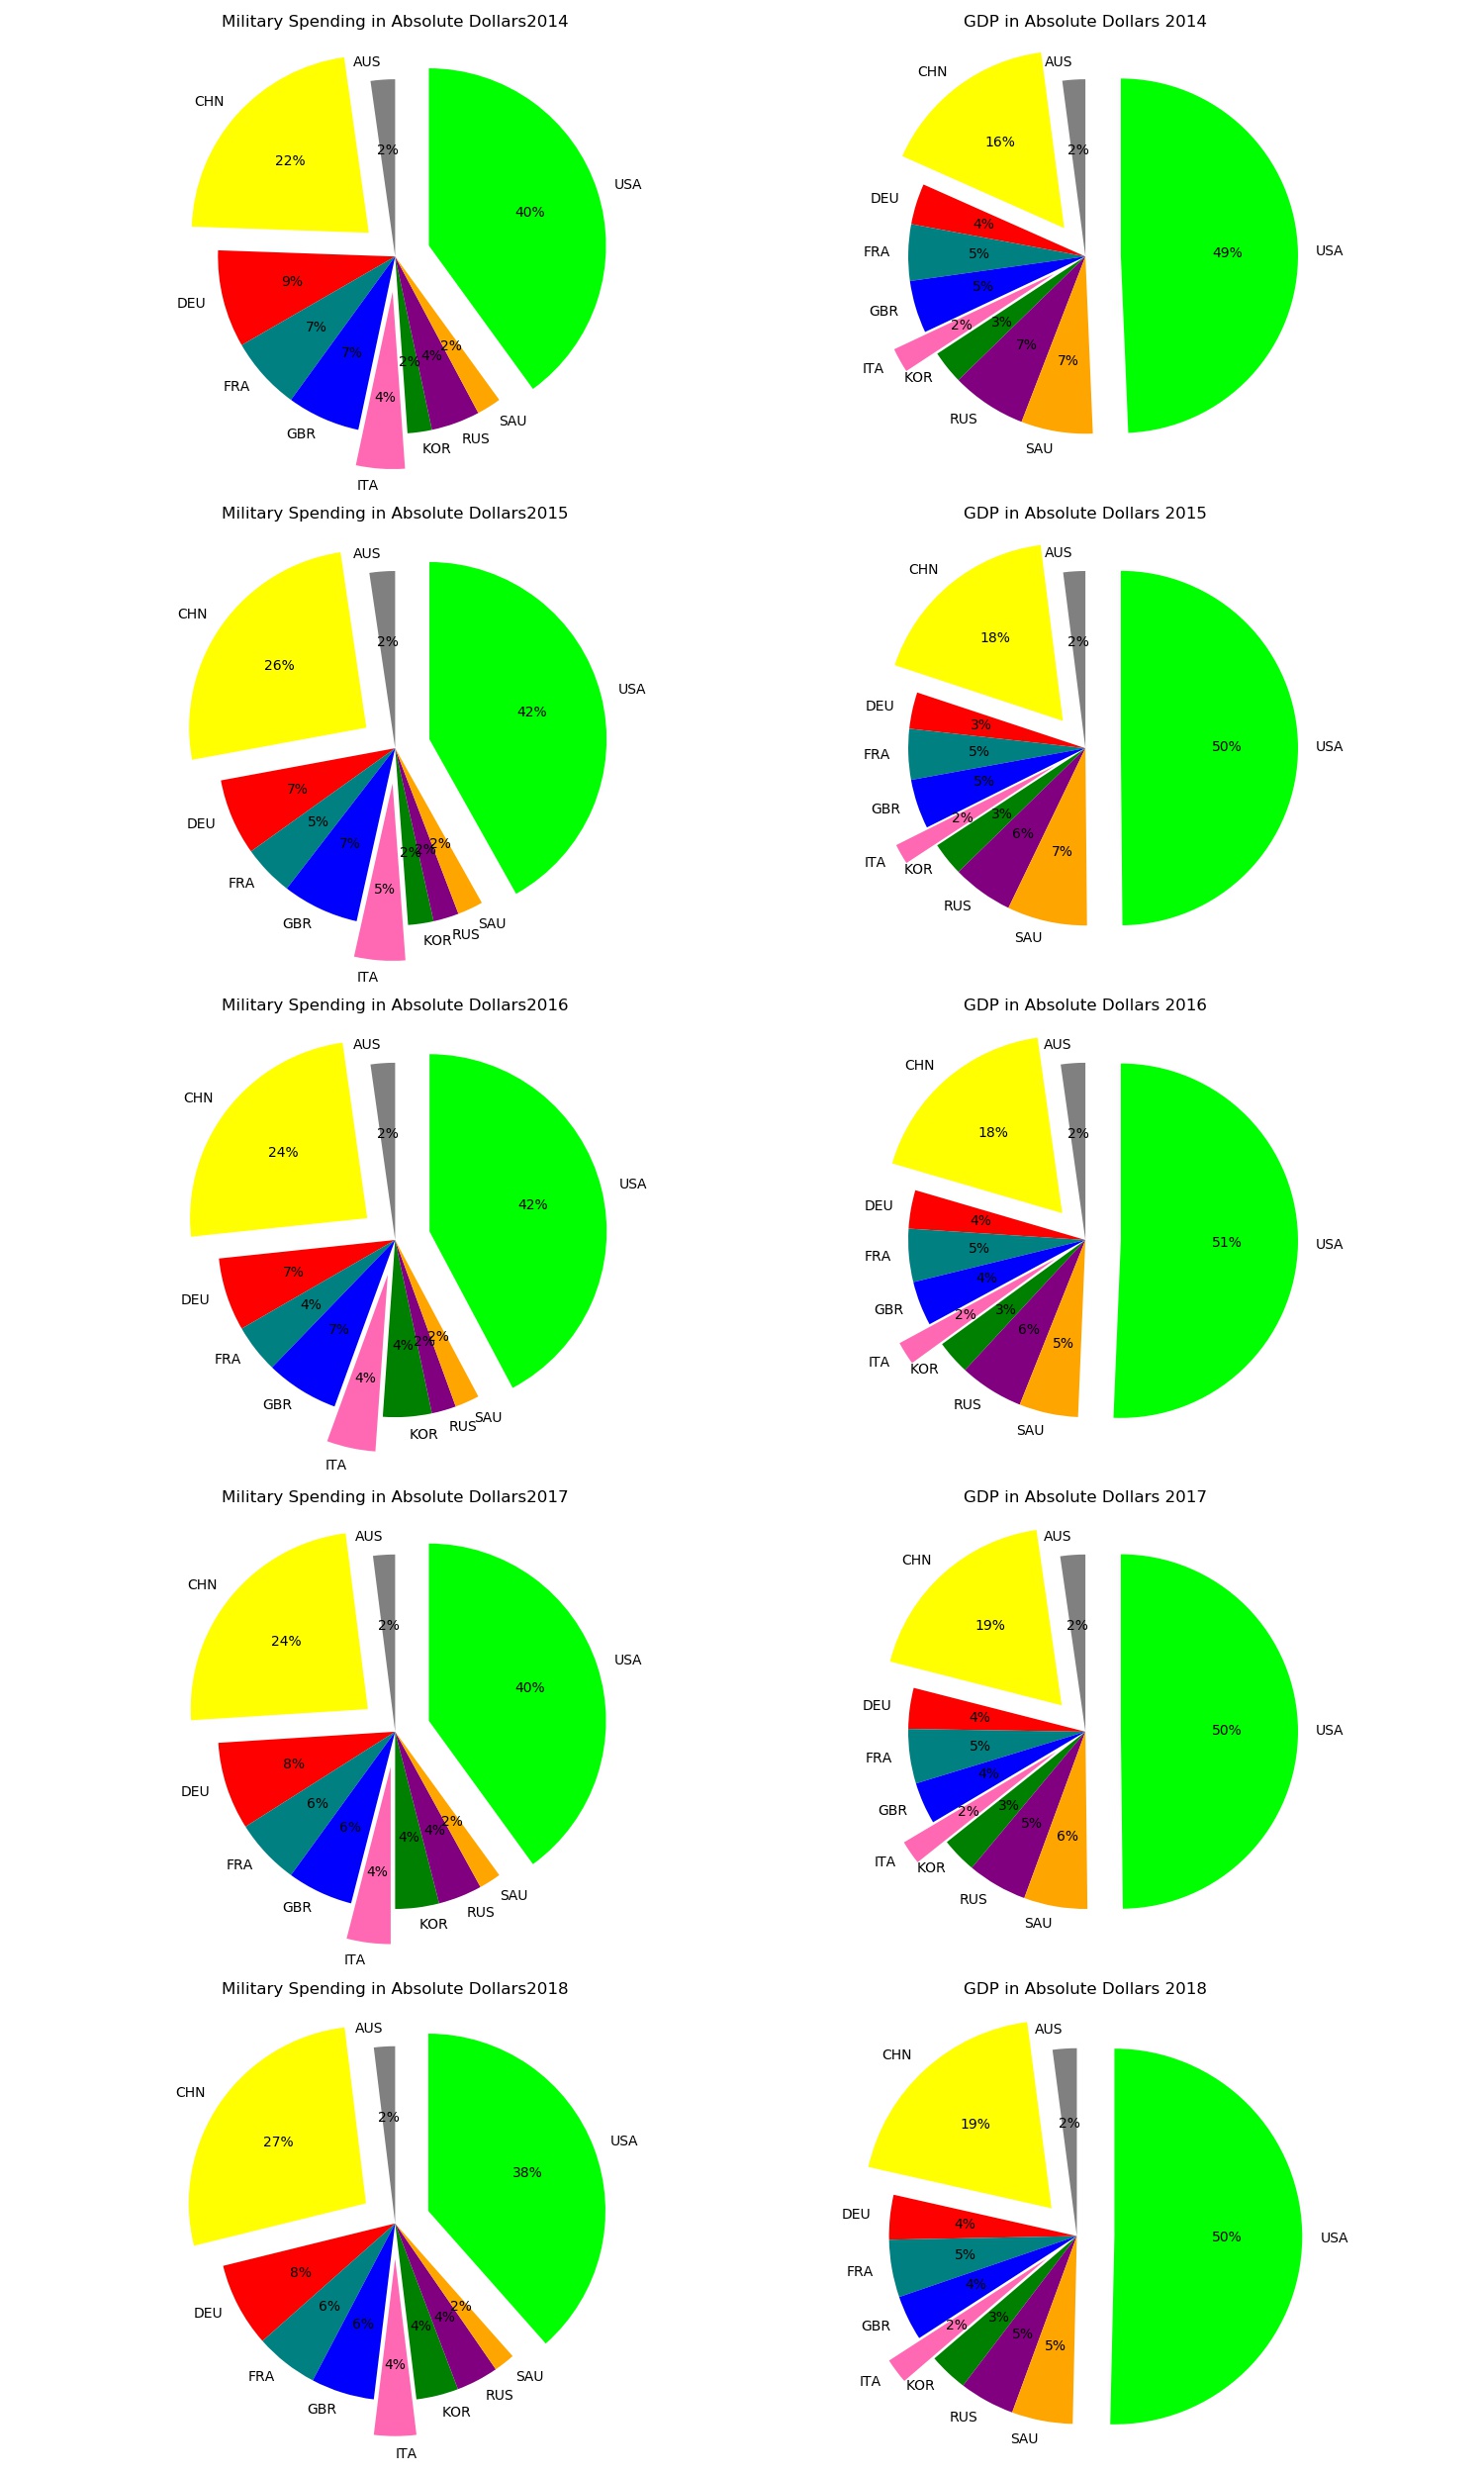 Military Spending in Absolute Dollars2014
AUS
CHN
22%
2%
40%
USA
9%
DEU
7%
FRA
7%
GBR
4%
ITA
2%
KOR
4%
RUS
2%
SAU
GDP in Absolute Dollars 2014
AUS
CHN
16%
2%
49%
USA
DEU
4%
FRA
5%
GBR
5%
ITA
2%
KOR
3%
RUS
7%
SAU
7%
Military Spending in Absolute Dollars2015
AUS
CHN
26%
2%
42%
USA
DEU
7%
FRA
5%
GBR
7%
ITA
5%
KOR
2%
RUS
2%
SAU
2%
GDP in Absolute Dollars 2015
AUS
CHN
18%
2%
50%
USA
DEU
3%
FRA
5%
GBR
5%
ITA
2%
KOR
3%
RUS
6%
SAU
7%
Military Spending in Absolute Dollars2016
AUS
CHN
24%
2%
42%
USA
DEU
7%
FRA
4%
GBR
7%
ITA
4%
KOR
4%
RUS
2%
SAU
2%
GDP in Absolute Dollars 2016
AUS
CHN
18%
2%
51%
USA
DEU
4%
FRA
5%
GBR
4%
ITA
2%
KOR
3%
RUS
6%
SAU
5%
Military Spending in Absolute Dollars2017
AUS
CHN
24%
2%
40%
USA
DEU
8%
FRA
6%
GBR
6%
ITA
4%
KOR
4%
RUS
4%
SAU
2%
GDP in Absolute Dollars 2017
AUS
CHN
19%
2%
50%
USA
DEU
4%
FRA
5%
GBR
4%
ITA
2%
KOR
3%
RUS
5%
SAU
6%
Military Spending in Absolute Dollars2018
AUS
CHN
27%
2%
38%
USA
DEU
8%
FRA
6%
GBR
6%
ITA
4%
KOR
4%
RUS
4%
SAU
2%
GDP in Absolute Dollars 2018
AUS
CHN
19%
2%
50%
USA
DEU
4%
FRA
5%
GBR
4%
ITA
2%
KOR
3%
RUS
5%
SAU
5%